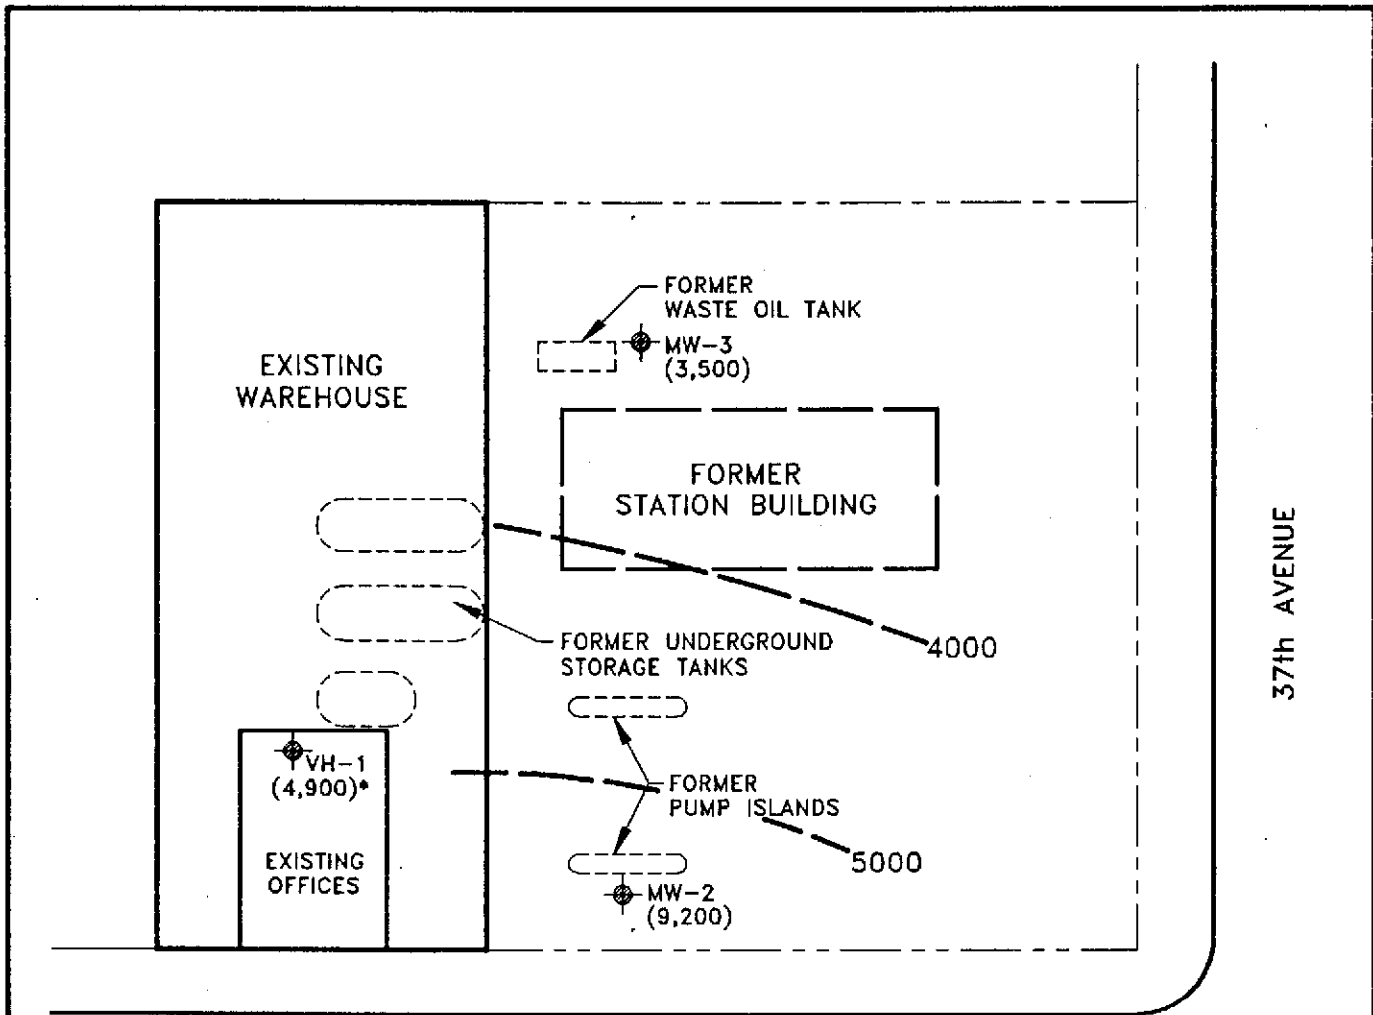 FORMER
WASTE OIL TANK
MW-3
(3,500)
EXISTING
WAREHOUSE
FORMER
STATION BUILDING
37th AVENUE
4000
FORMER UNDERGROUND
STORAGE TANKS
VH-1
(4,900)*
FORMER
PUMP ISLANDS
5000
EXISTING
OFFICES
MW-2
(9,200)